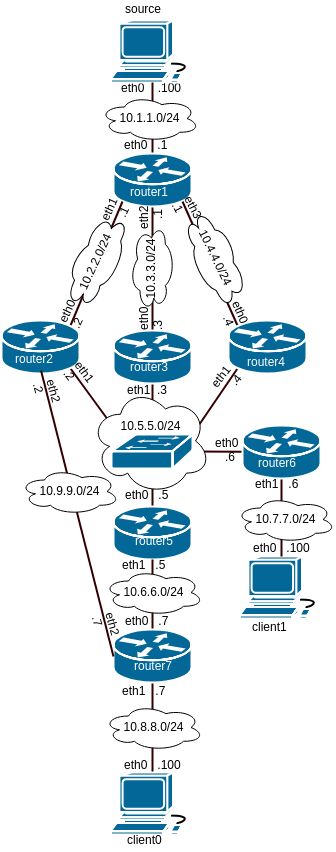 source
eth0 .100
10.1.1.0/24
eth0 .1
router1
eth1 .1
eth2 .1
eth3 .1
10.2.2.0/24
10.3.3.0/24
10.4.4.0/24
eth0 .2
eth0 .3
eth0 .4
router2
router3
router4
.2 eth2
.2 eth1
eth1 .3
eth1 .4
10.5.5.0/24
eth0
.6
router6
10.9.9.0/24
eth0 .5
eth1 .6
router5
10.7.7.0/24
eth1 .5
eth0 .100
10.6.6.0/24
client1
.7 eth2
eth0 .7
router7
eth1 .7
10.8.8.0/24
eth0 .100
client0